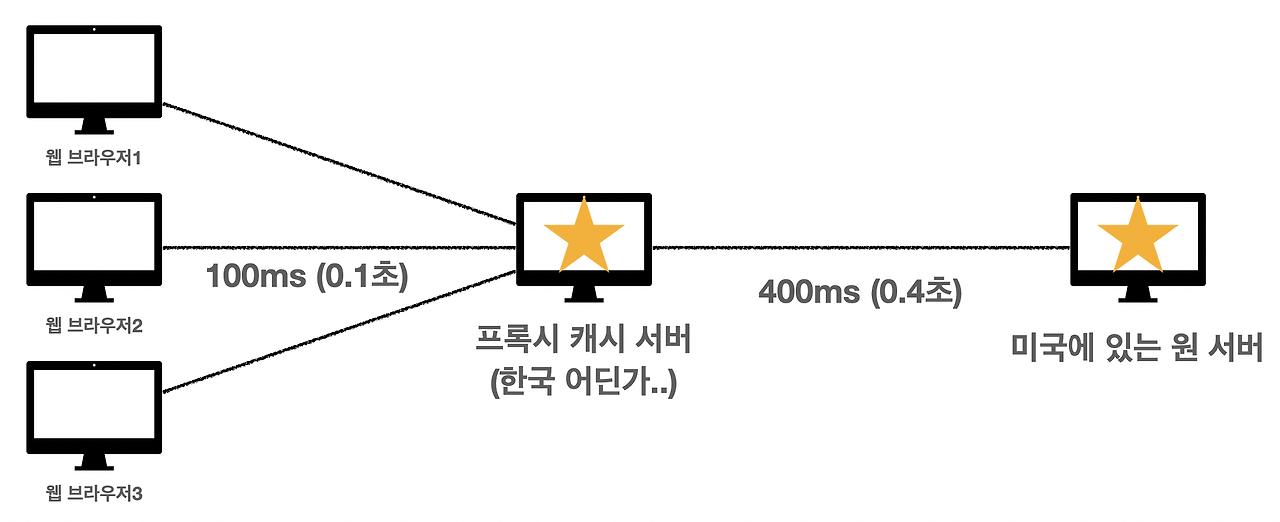 웹 브라우저1
웹 브라우저2
100ms (0.1초)
프록시 캐시 서버
(한국 어딘가..)
400ms (0.4초)
미국에 있는 원 서버
웹 브라우저3